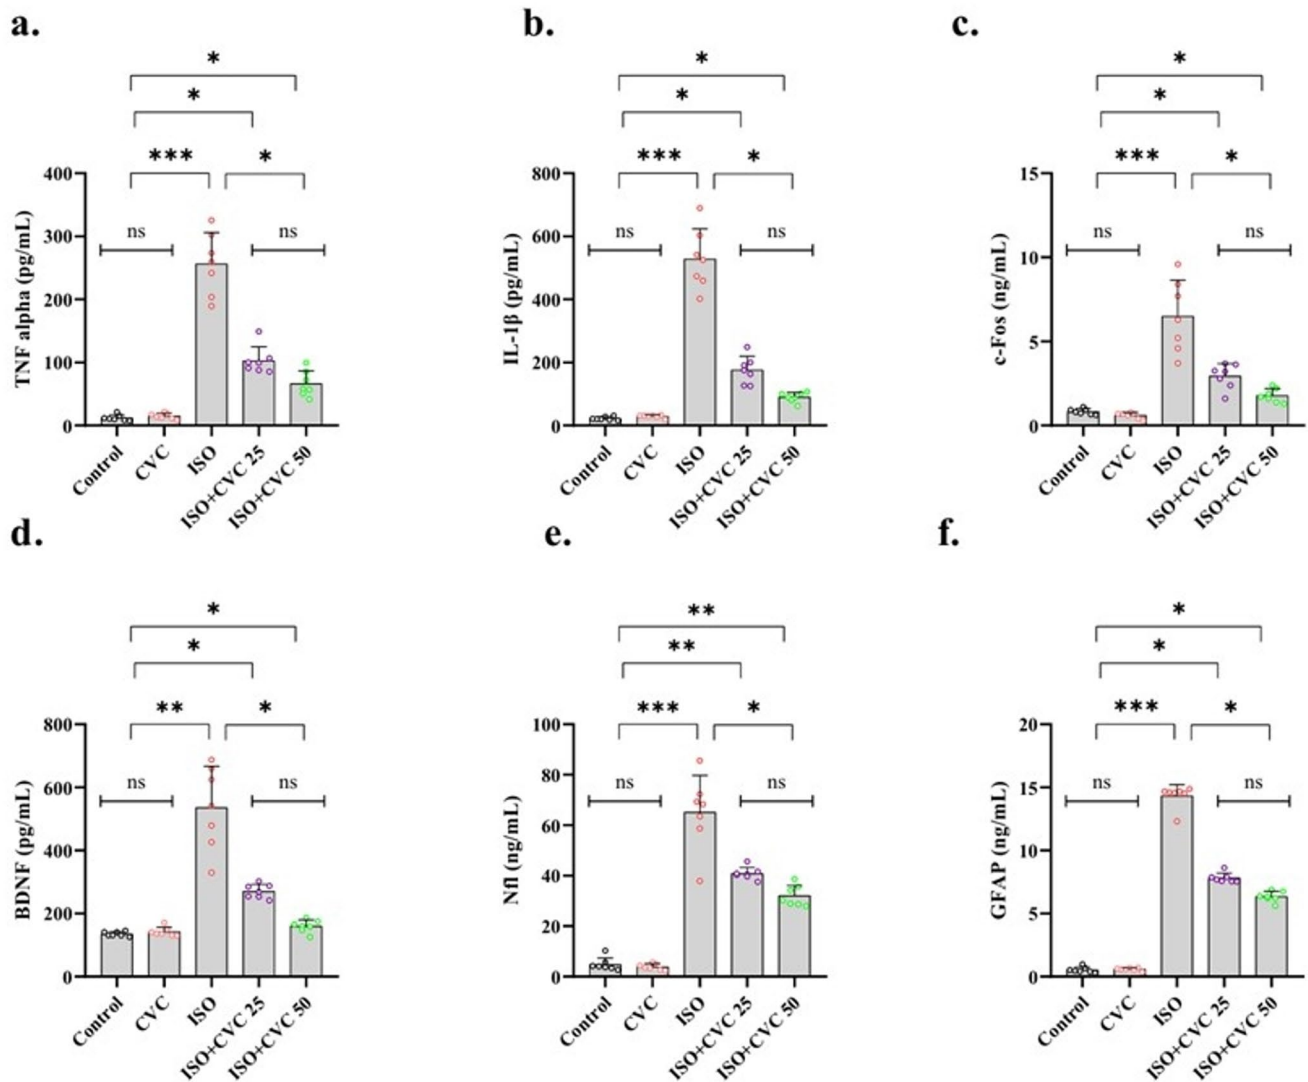 a.
*
*
***
*
ns
ns
TNF alpha (pg/mL)
400
300
200
100
0
Control
CVC
ISO
ISO+CVC 25
ISO+CVC 50
b.
*
*
***
*
ns
ns
IL-1β (pg/mL)
800
600
400
200
0
Control
CVC
ISO
ISO+CVC 25
ISO+CVC 50
c.
*
*
***
*
ns
ns
c-Fos (ng/mL)
15
10
5
0
Control
CVC
ISO
ISO+CVC 25
ISO+CVC 50
d.
*
*
**
*
ns
ns
BDNF (pg/mL)
800
600
400
200
0
Control
CVC
ISO
ISO+CVC 25
ISO+CVC 50
e.
**
**
***
*
ns
ns
Nfl (ng/mL)
100
80
60
40
20
0
Control
CVC
ISO
ISO+CVC 25
ISO+CVC 50
f.
*
*
***
*
ns
ns
GFAP (ng/mL)
20
15
10
5
0
Control
CVC
ISO
ISO+CVC 25
ISO+CVC 50